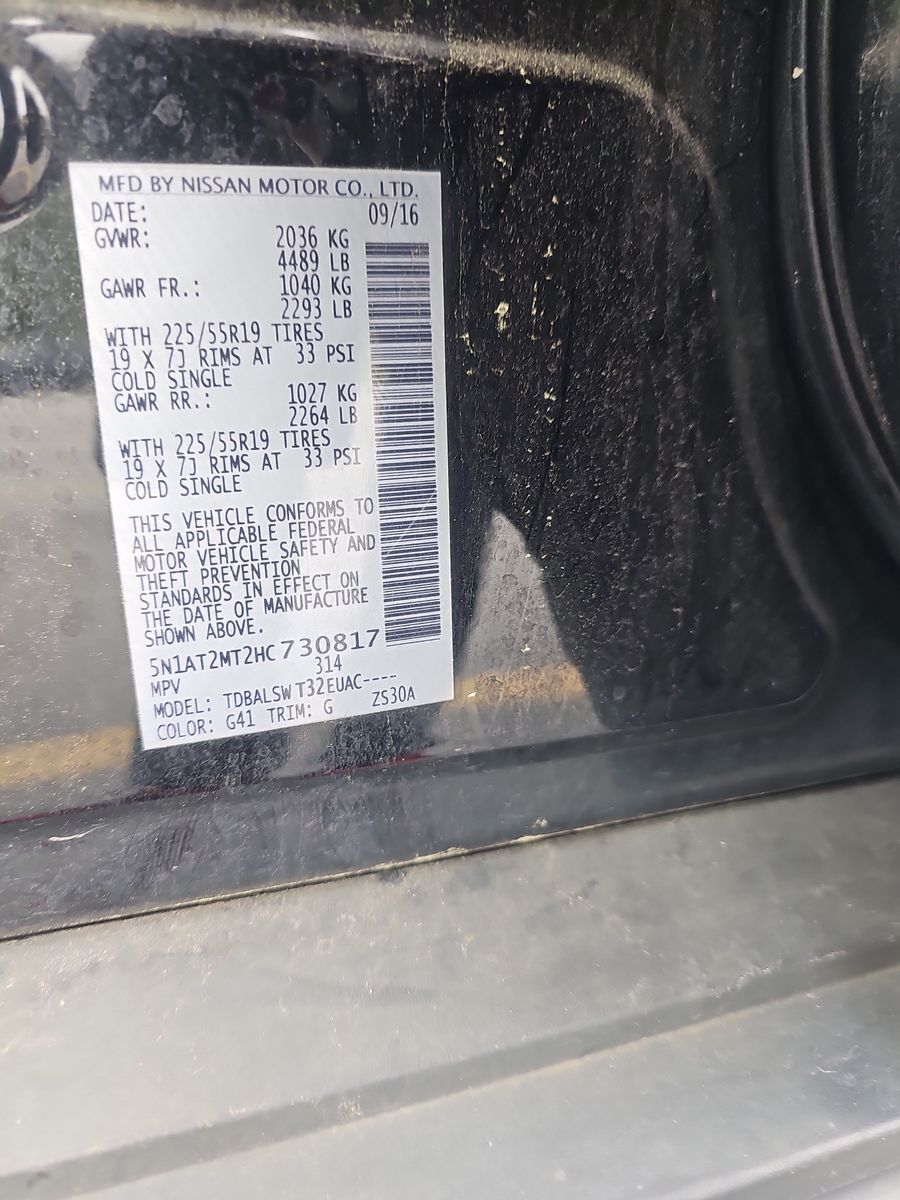 MFD BY NISSAN MOTOR CO., LTD.
DATE: 09/16
GVWR: 2036 KG
4489 LB
GAWR FR.: 1040 KG
2293 LB
WITH 225/55R19 TIRES
19 X 7J RIMS AT 33 PSI
COLD SINGLE
GAWR RR.: 1027 KG
2264 LB
WITH 225/55R19 TIRES
19 X 7J RIMS AT 33 PSI
COLD SINGLE
THIS VEHICLE CONFORMS TO
ALL APPLICABLE FEDERAL
MOTOR VEHICLE SAFETY AND
THEFT PREVENTION
STANDARDS IN EFFECT ON
THE DATE OF MANUFACTURE
SHOWN ABOVE.
5N1AT2MT2HC730817
MPV 314
MODEL: TDBALSWT32EUAC----
COLOR: G41 TRIM: G ZS30A